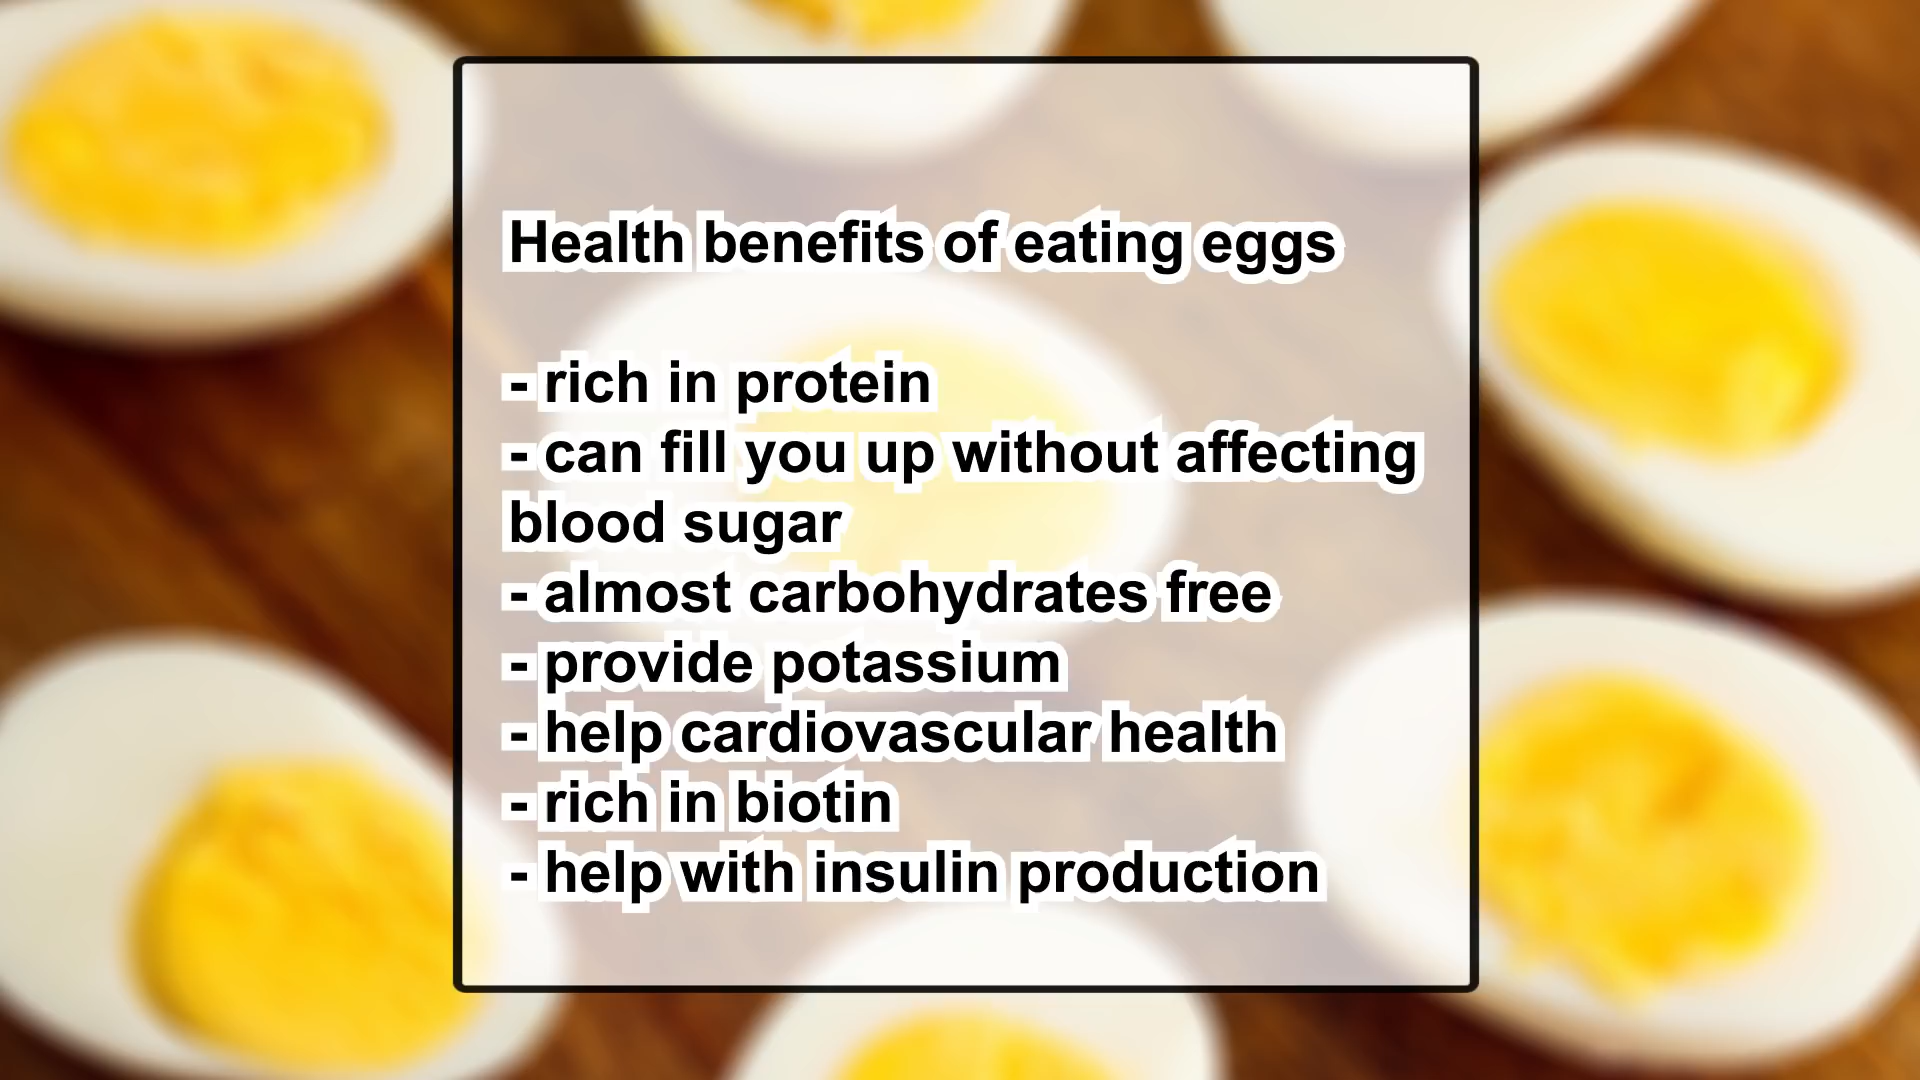 Health benefits of eating eggs
- rich in protein
- can fill you up without affecting
blood sugar
- almost carbohydrates free
- provide potassium
- help cardiovascular health
- rich in biotin
- help with insulin production